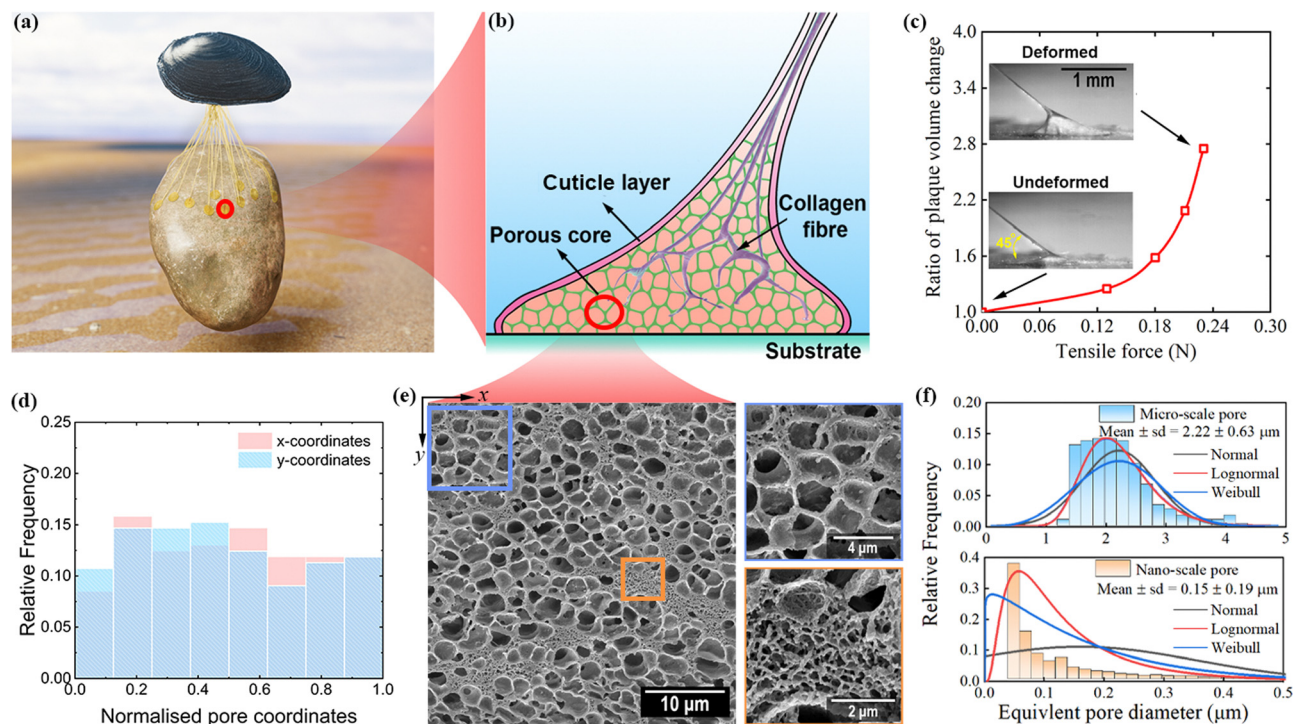 (a)
(b)
Cuticle layer
Porous core
Collagen
fibre
Substrate
(c)
Ratio of plaque volume change
4.0
3.4
2.8
2.2
1.6
1.0
Deformed
1 mm
Undeformed
45°
0.00 0.06 0.12 0.18 0.24 0.30
Tensile force (N)
(d)
Relative Frequency
0.25
0.20
0.15
0.10
0.05
0.00
x-coordinates
y-coordinates
0.0 0.2 0.4 0.6 0.8 1.0
Normalised pore coordinates
(e)
x
y
10 μm
4 μm
2 μm
(f)
Relative Frequency
0.20
0.15
0.10
0.05
0.00
Micro-scale pore
Mean ± sd = 2.22 ± 0.63 μm
Normal
Lognormal
Weibull
0 1 2 3 4 5
0.4
0.3
0.2
0.1
0.0
Nano-scale pore
Mean ± sd = 0.15 ± 0.19 μm
Normal
Lognormal
Weibull
0.0 0.1 0.2 0.3 0.4 0.5
Equivlent pore diameter (μm)